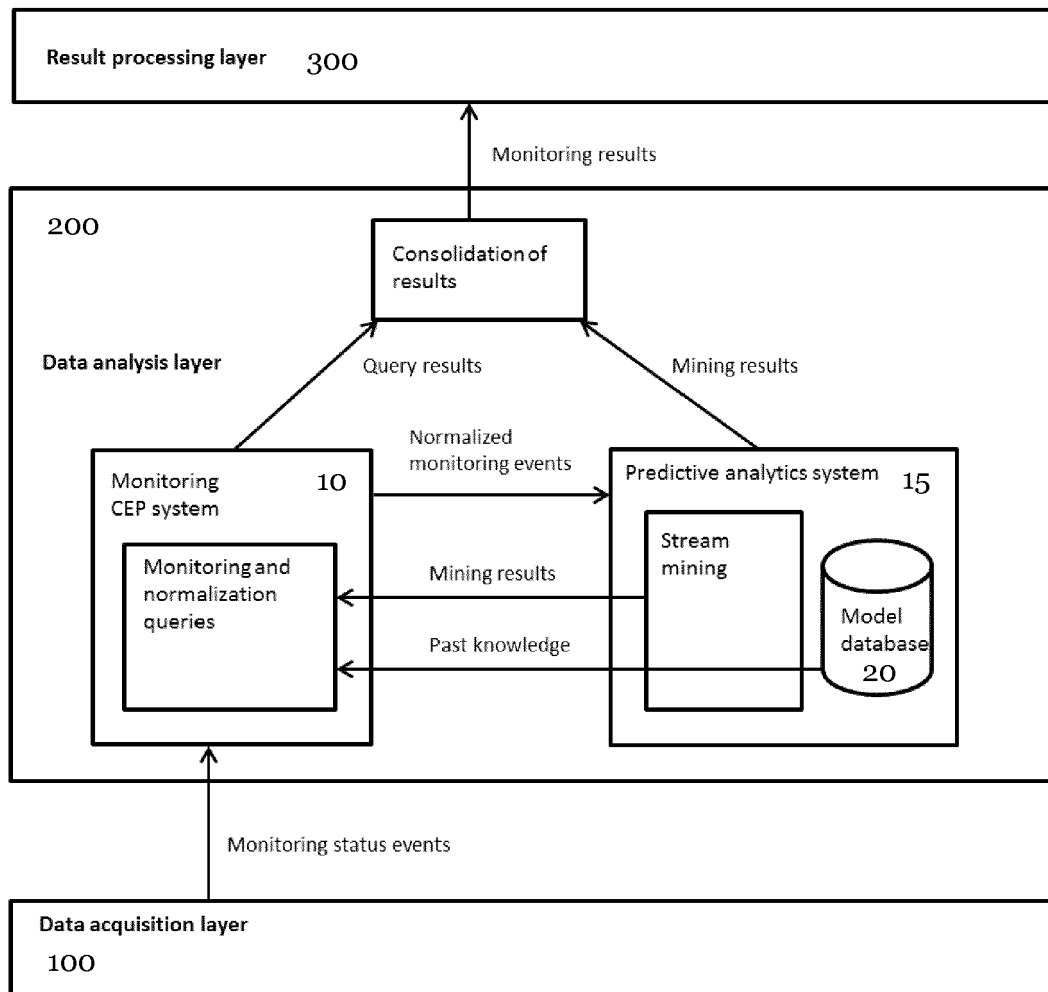 Result processing layer 300
Monitoring results
200
Consolidation of
results
Data analysis layer
Query results
Mining results
Normalized
monitoring events
Monitoring
CEP system
10
Predictive analytics system 15
Monitoring and
normalization
queries
Mining results
Past knowledge
Stream
mining
Model
database
20
Monitoring status events
Data acquisition layer
100